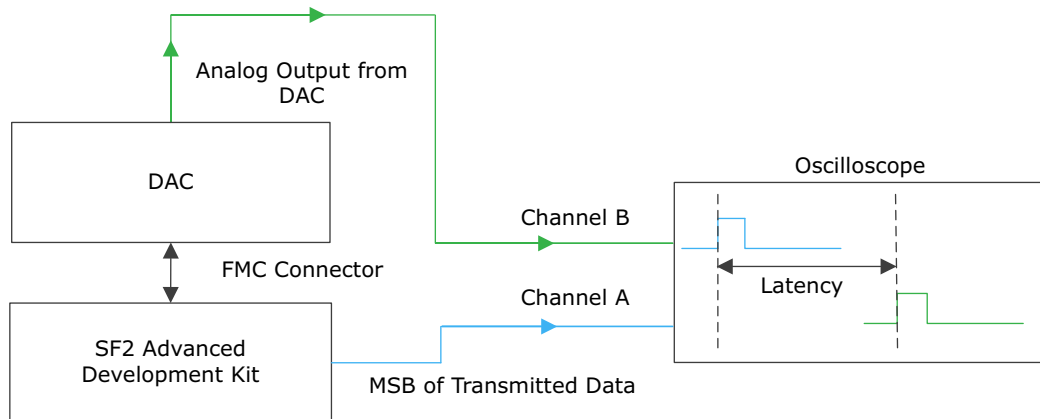 Analog Output from
DAC
DAC
Oscilloscope
Channel B
FMC Connector
Latency
Channel A
SF2 Advanced
Development Kit
MSB of Transmitted Data